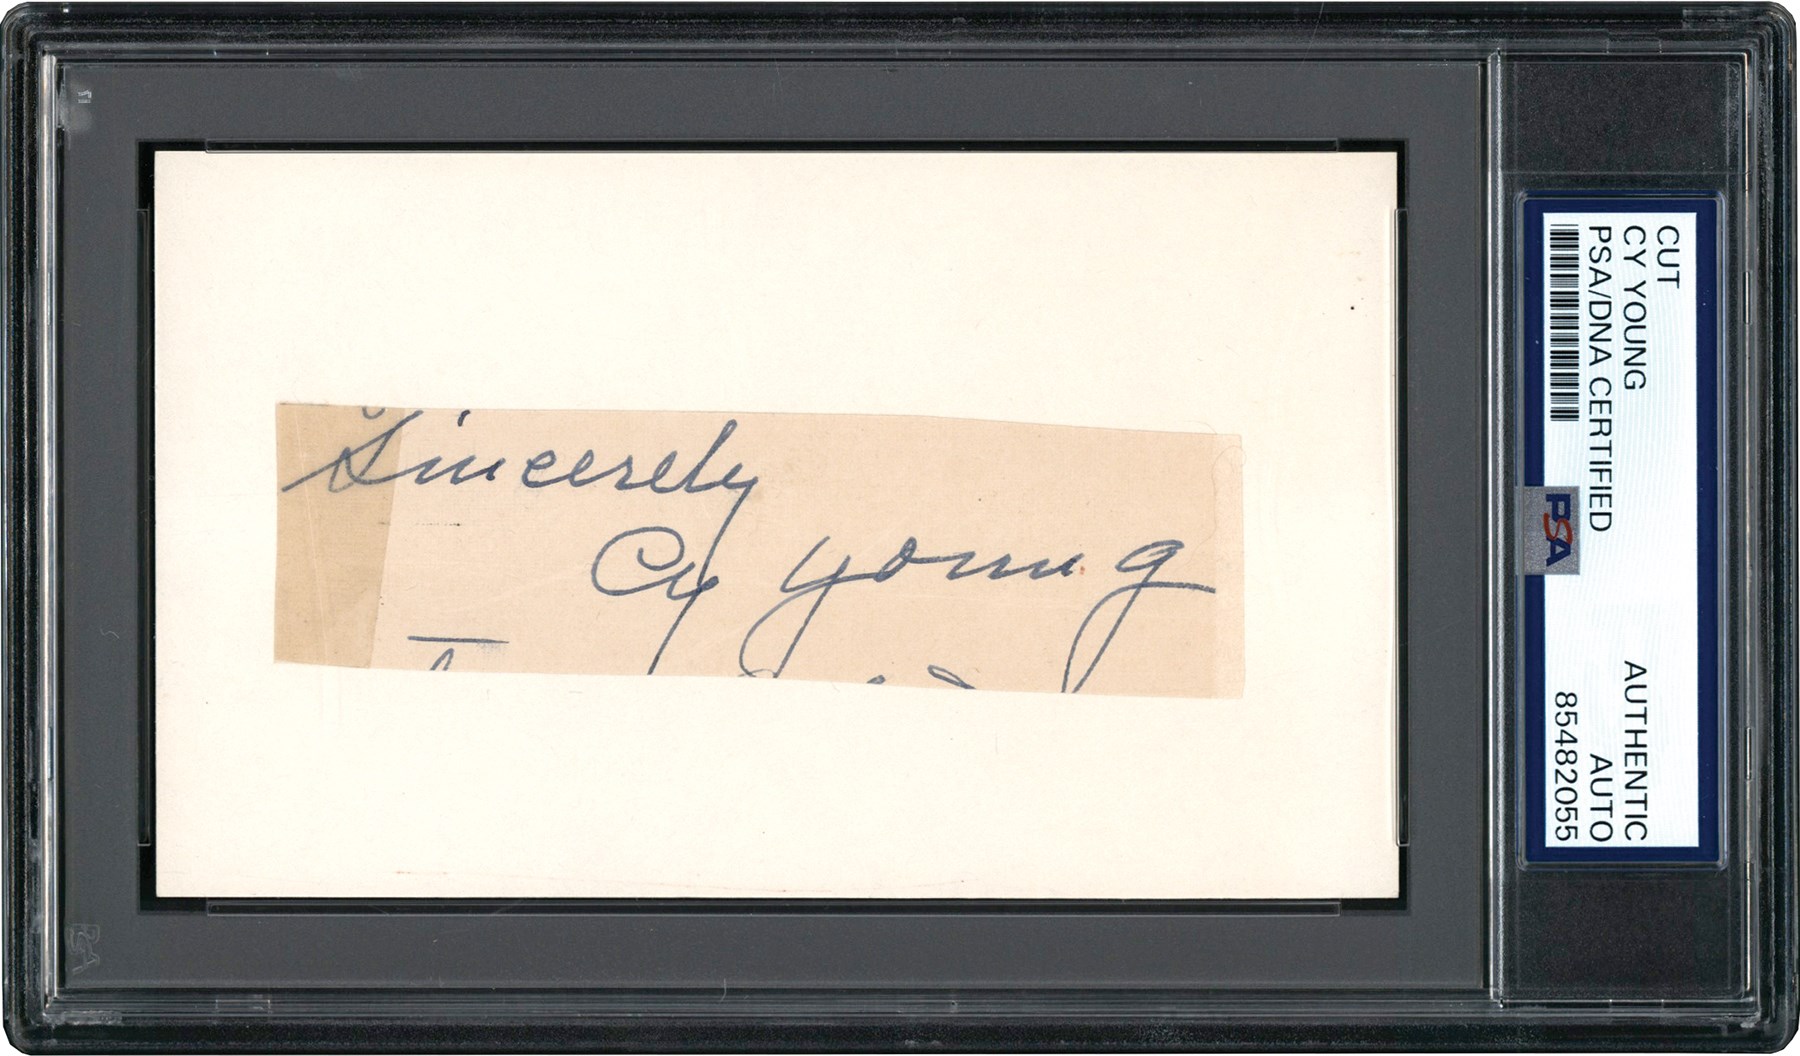 Sincerely
Cy Young
CUT
CY YOUNG
PSA/DNA CERTIFIED
AUTHENTIC
AUTO
85482055
PSA